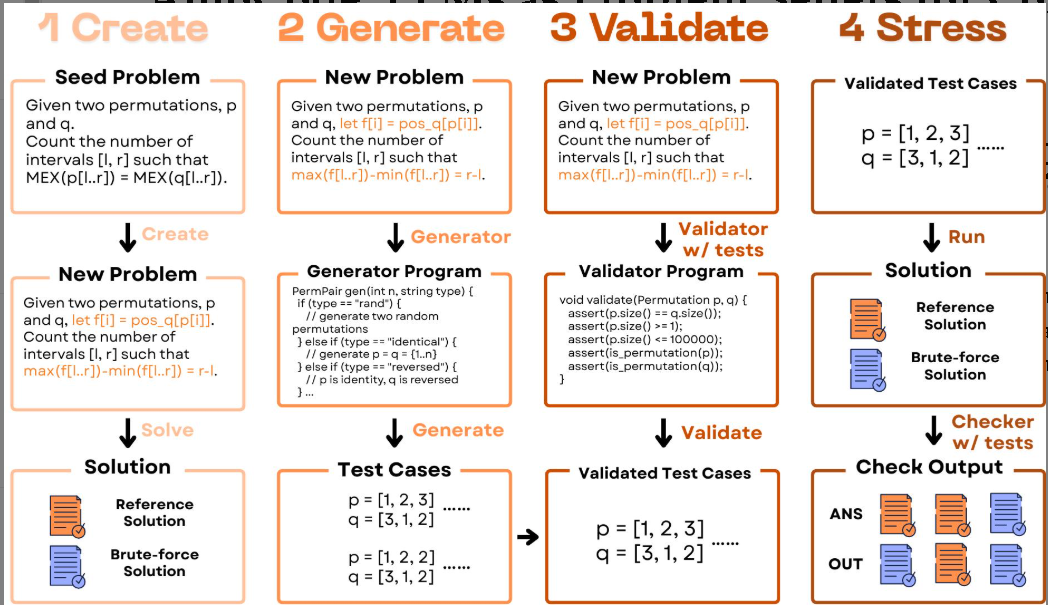 1 Create
Seed Problem
Given two permutations, p
and q.
Count the number of
intervals [l, r] such that
MEX(p[l..r]) = MEX(q[l..r]).
Create
New Problem
Given two permutations, p
and q, let f[i] = pos_q[p[i]].
Count the number of
intervals [l, r] such that
max(f[l..r])-min(f[l..r]) = r-l.
Solve
Solution
Reference
Solution
Brute-force
Solution
2 Generate
New Problem
Given two permutations, p
and q, let f[i] = pos_q[p[i]].
Count the number of
intervals [l, r] such that
max(f[l..r])-min(f[l..r]) = r-l.
Generator
Generator Program
PermPair gen(int n, string type) {
if (type == "rand") {
// generate two random
permutations
} else if (type == "identical") {
// generate p = q = {1..n}
} else if (type == "reversed") {
// p is identity, q is reversed
} ...
Generate
Test Cases
p = [1, 2, 3]
q = [3, 1, 2] ......
p = [1, 2, 2]
q = [3, 1, 2] ......
3 Validate
New Problem
Given two permutations, p
and q, let f[i] = pos_q[p[i]].
Count the number of
intervals [l, r] such that
max(f[l..r])-min(f[l..r]) = r-l.
Validator
w/ tests
Validator Program
void validate(Permutation p, q) {
assert(p.size() == q.size());
assert(p.size() >= 1);
assert(p.size() <= 100000);
assert(is_permutation(p));
assert(is_permutation(q));
}
Validate
Validated Test Cases
p = [1, 2, 3]
q = [3, 1, 2] ......
4 Stress
Validated Test Cases
p = [1, 2, 3]
q = [3, 1, 2] ......
Run
Solution
Reference
Solution
Brute-force
Solution
Checker
w/ tests
Check Output
ANS
OUT